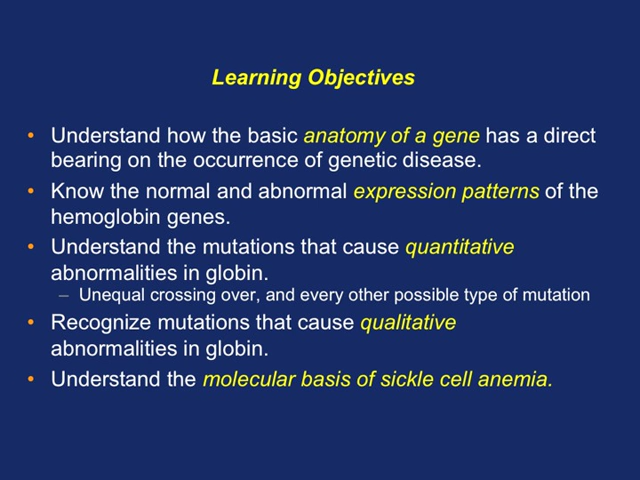 Learning Objectives
• Understand how the basic anatomy of a gene has a direct
bearing on the occurrence of genetic disease.
• Know the normal and abnormal expression patterns of the
hemoglobin genes.
• Understand the mutations that cause quantitative
abnormalities in globin.
– Unequal crossing over, and every other possible type of mutation
• Recognize mutations that cause qualitative
abnormalities in globin.
• Understand the molecular basis of sickle cell anemia.